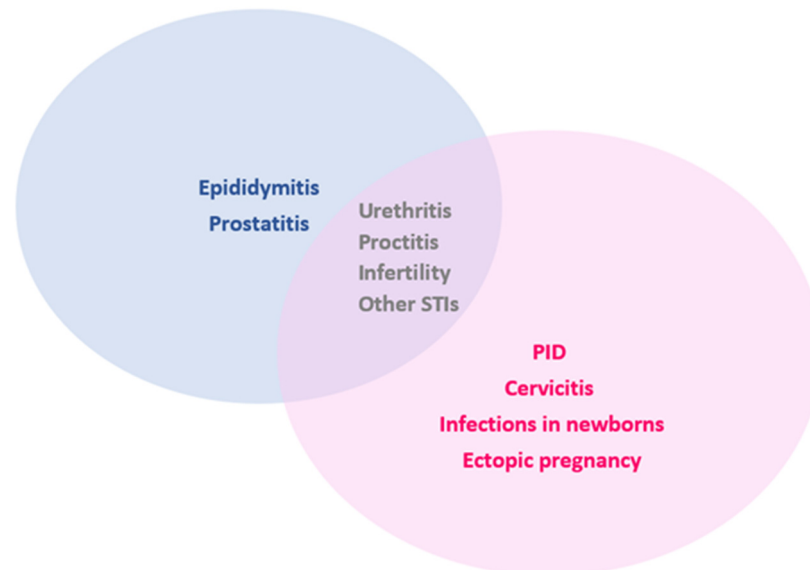 Epididymitis
Prostatitis
Urethritis
Proctitis
Infertility
Other STIs
PID
Cervicitis
Infections in newborns
Ectopic pregnancy